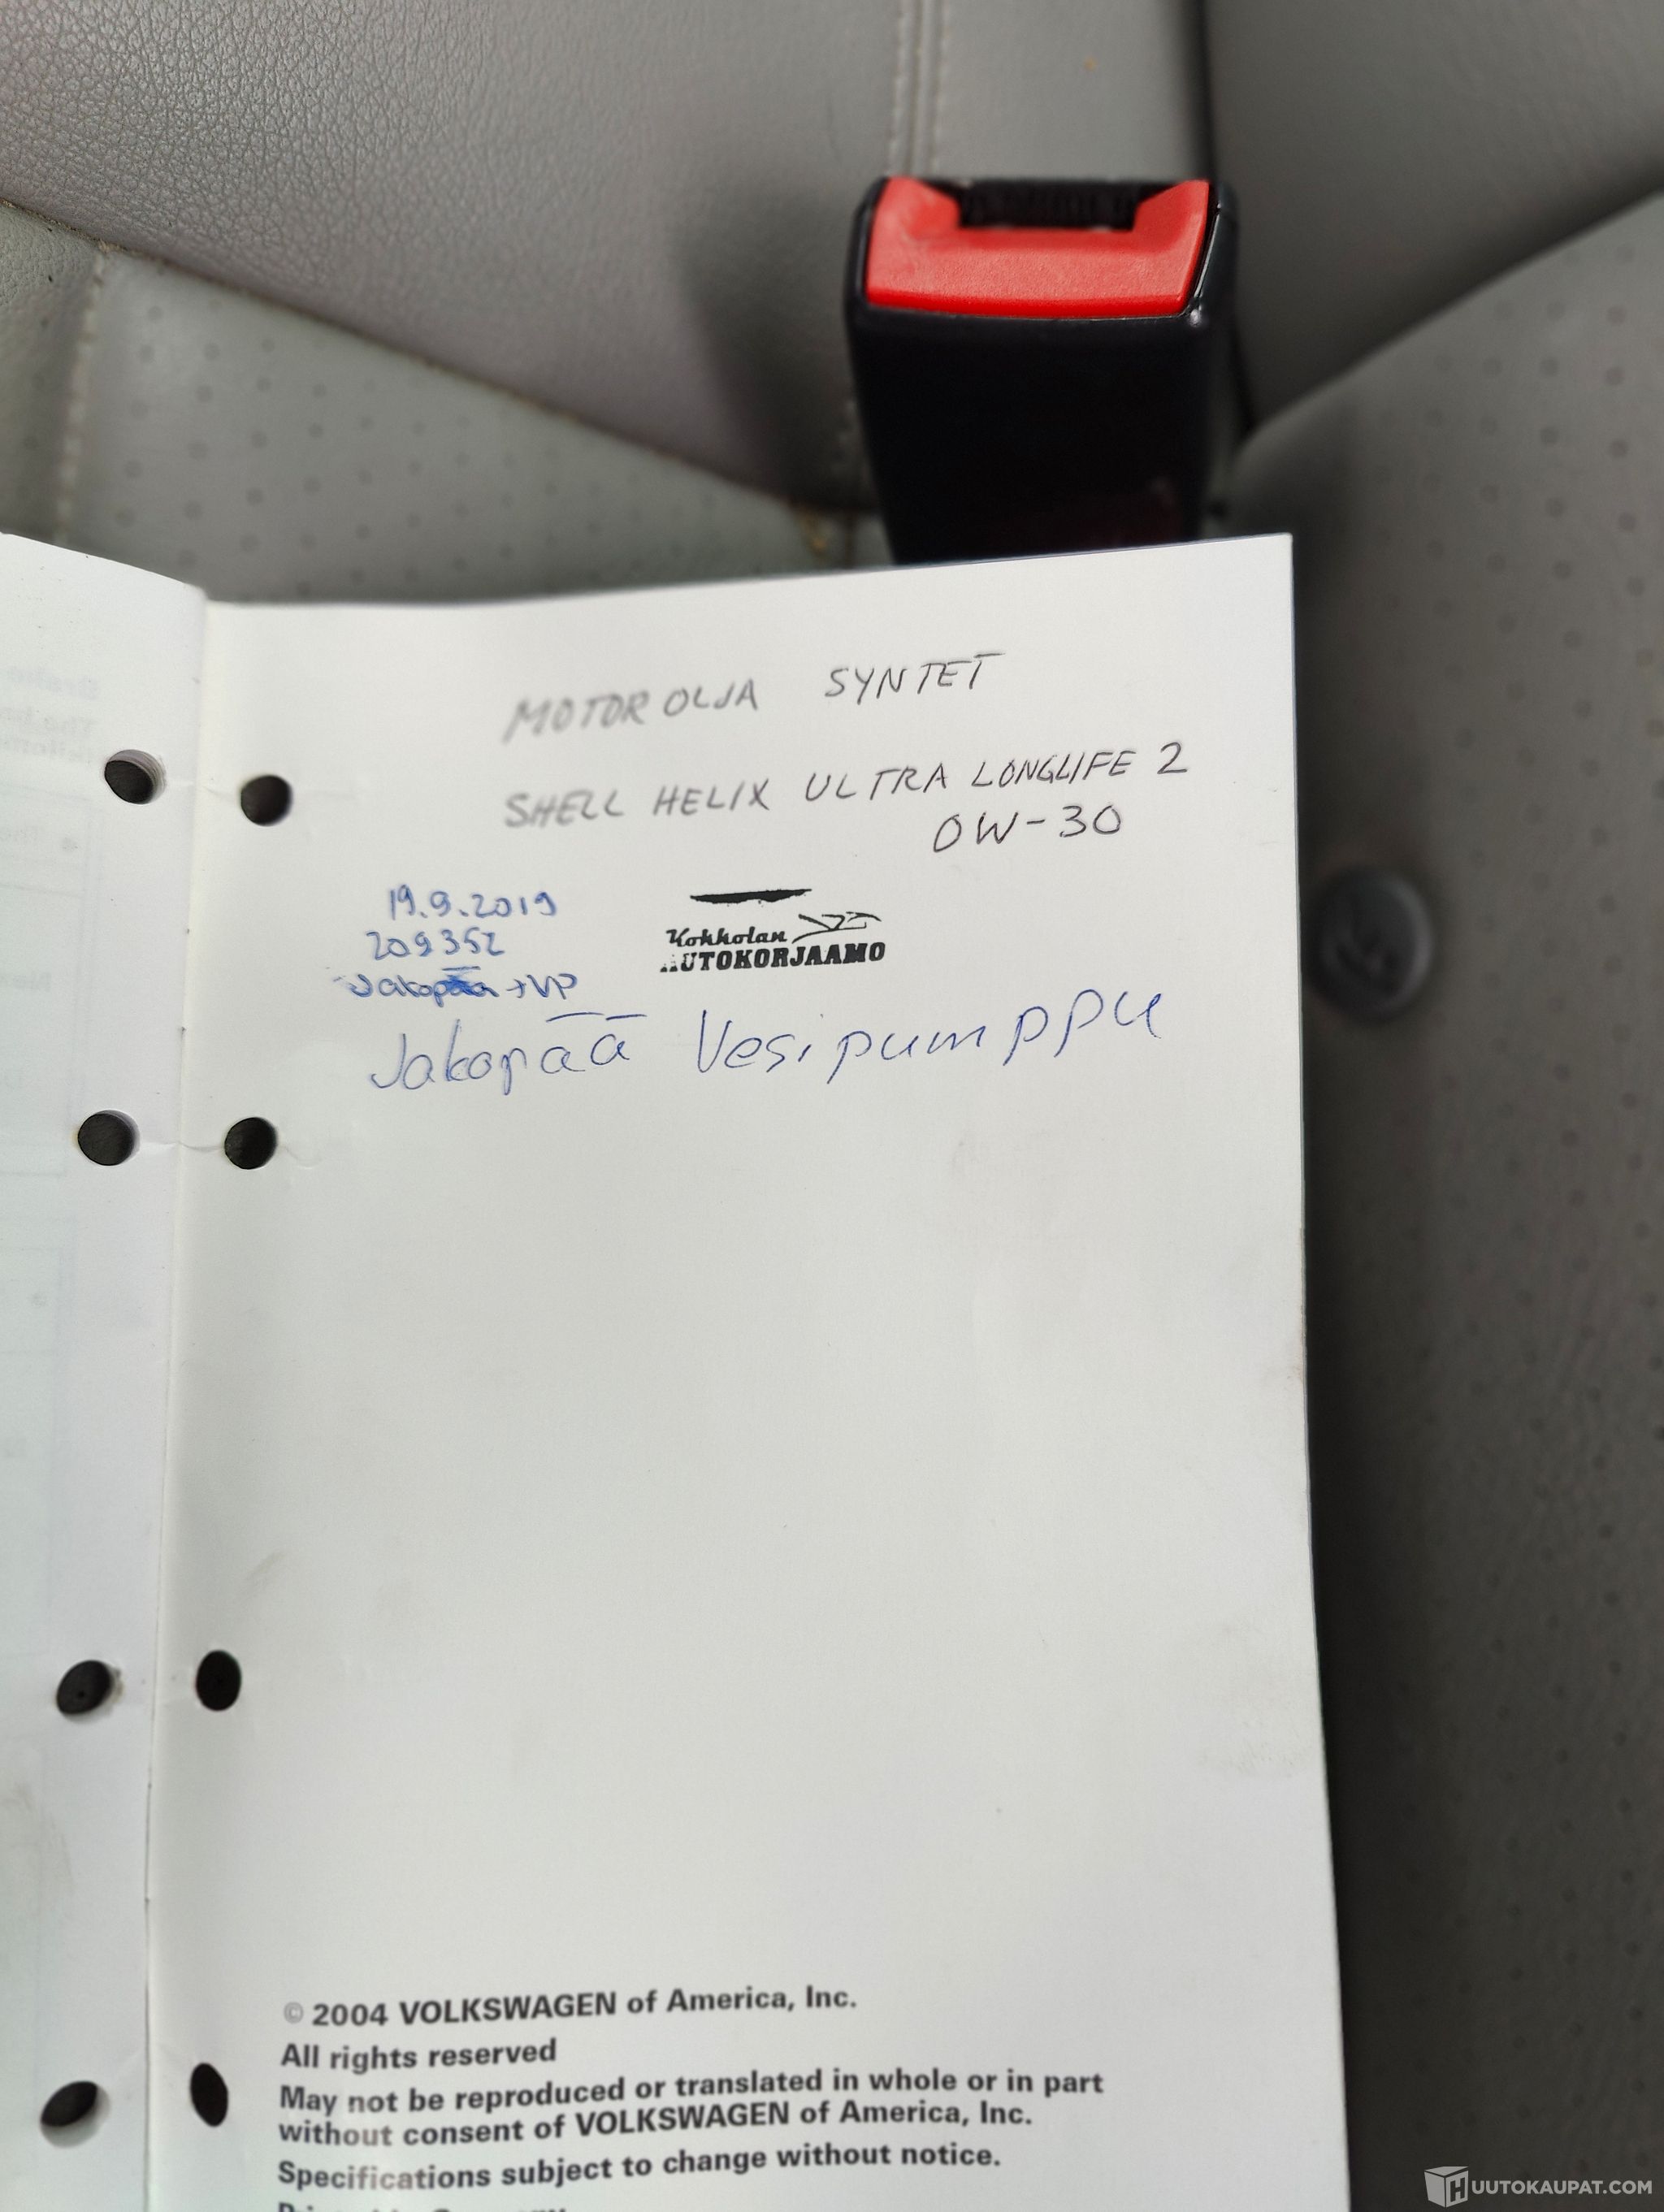 MOTOR OLJA SYNTET
SHELL HELIX ULTRA LONGLIFE 2
0W-30
19.9.2019
209352
Jakopää + VP
Kokkolan
AUTOKORJAAMO
Jakopää Vesipumppu
© 2004 VOLKSWAGEN of America, Inc.
All rights reserved
May not be reproduced or translated in whole or in part
without consent of VOLKSWAGEN of America, Inc.
Specifications subject to change without notice.
HUUTOKAUPAT.COM